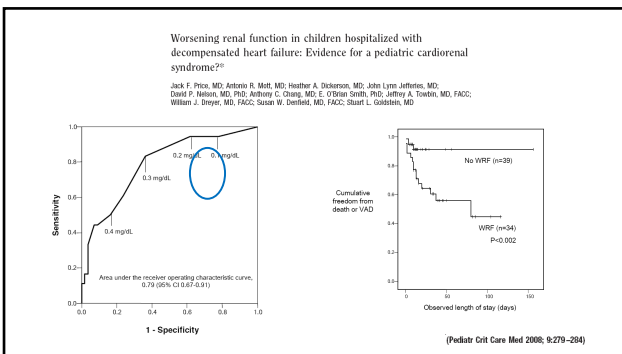 Worsening renal function in children hospitalized with
decompensated heart failure: Evidence for a pediatric cardiorenal
syndrome?*
Jack F. Price, MD; Antonio R. Mott, MD; Heather A. Dickerson, MD; John Lynn Jefferies, MD;
David P. Nelson, MD, PhD; Anthony C. Chang, MD; E. O'Brian Smith, PhD; Jeffrey A. Towbin, MD, FACC;
William J. Dreyer, MD, FACC; Susan W. Denfield, MD, FACC; Stuart L. Goldstein, MD
Sensitivity
1.0
0.8
0.6
0.4
0.2
0.0
0.2 mg/dL
0.1 mg/dL
0.3 mg/dL
0.4 mg/dL
Area under the receiver operating characteristic curve,
0.79 (95% CI 0.67-0.91)
0.0 0.2 0.4 0.6 0.8 1.0
1 - Specificity
Cumulative
freedom from
death or VAD
1.0
0.8
0.6
0.4
0.2
0.0
No WRF (n=39)
WRF (n=34)
P<0.002
0 50 100 150
Observed length of stay (days)
(Pediatr Crit Care Med 2008; 9:279–284)